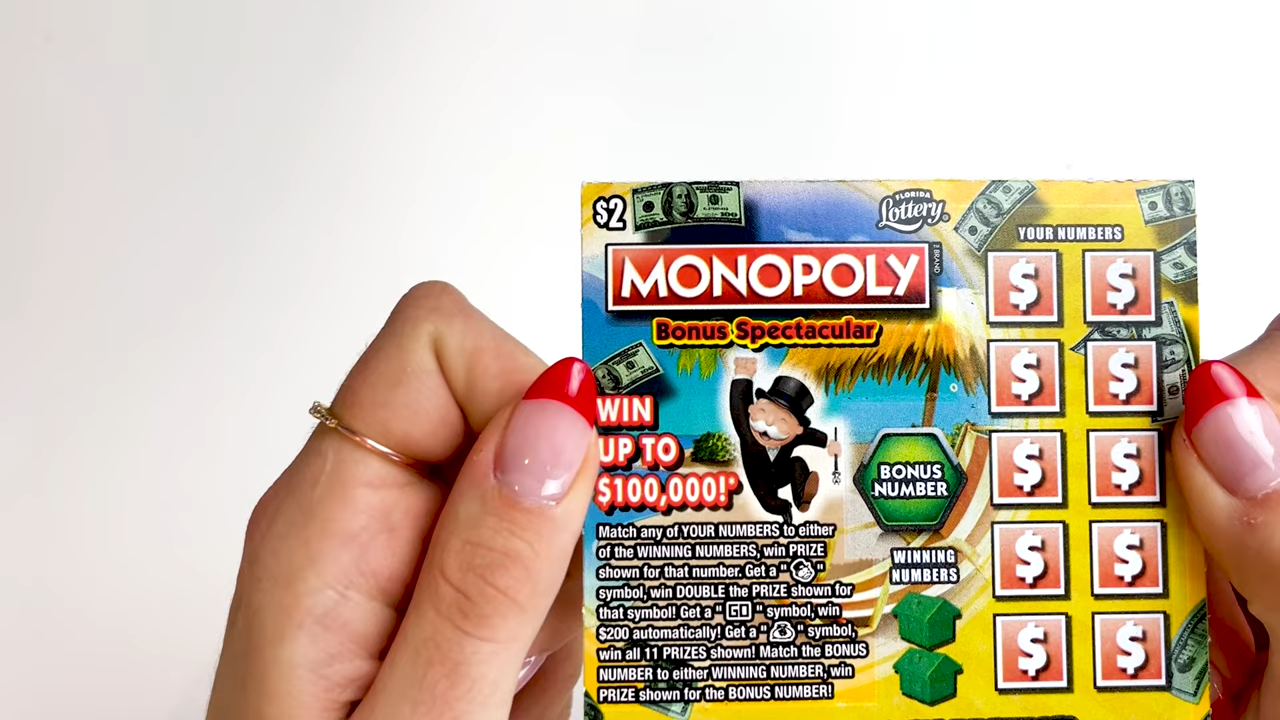 $2
FLORIDA
Lottery
MONOPOLY
BRAND
Bonus Spectacular
WIN
UP TO
$100,000!*
Match any of YOUR NUMBERS to either
of the WINNING NUMBERS, win PRIZE
shown for that number. Get a " "
symbol, win DOUBLE the PRIZE shown for
that symbol! Get a " GO " symbol, win
$200 automatically! Get a " " symbol,
win all 11 PRIZES shown! Match the BONUS
NUMBER to either WINNING NUMBER, win
PRIZE shown for the BONUS NUMBER!
BONUS
NUMBER
WINNING
NUMBERS
YOUR NUMBERS
$ $
$ $
$ $
$ $
$ $
100